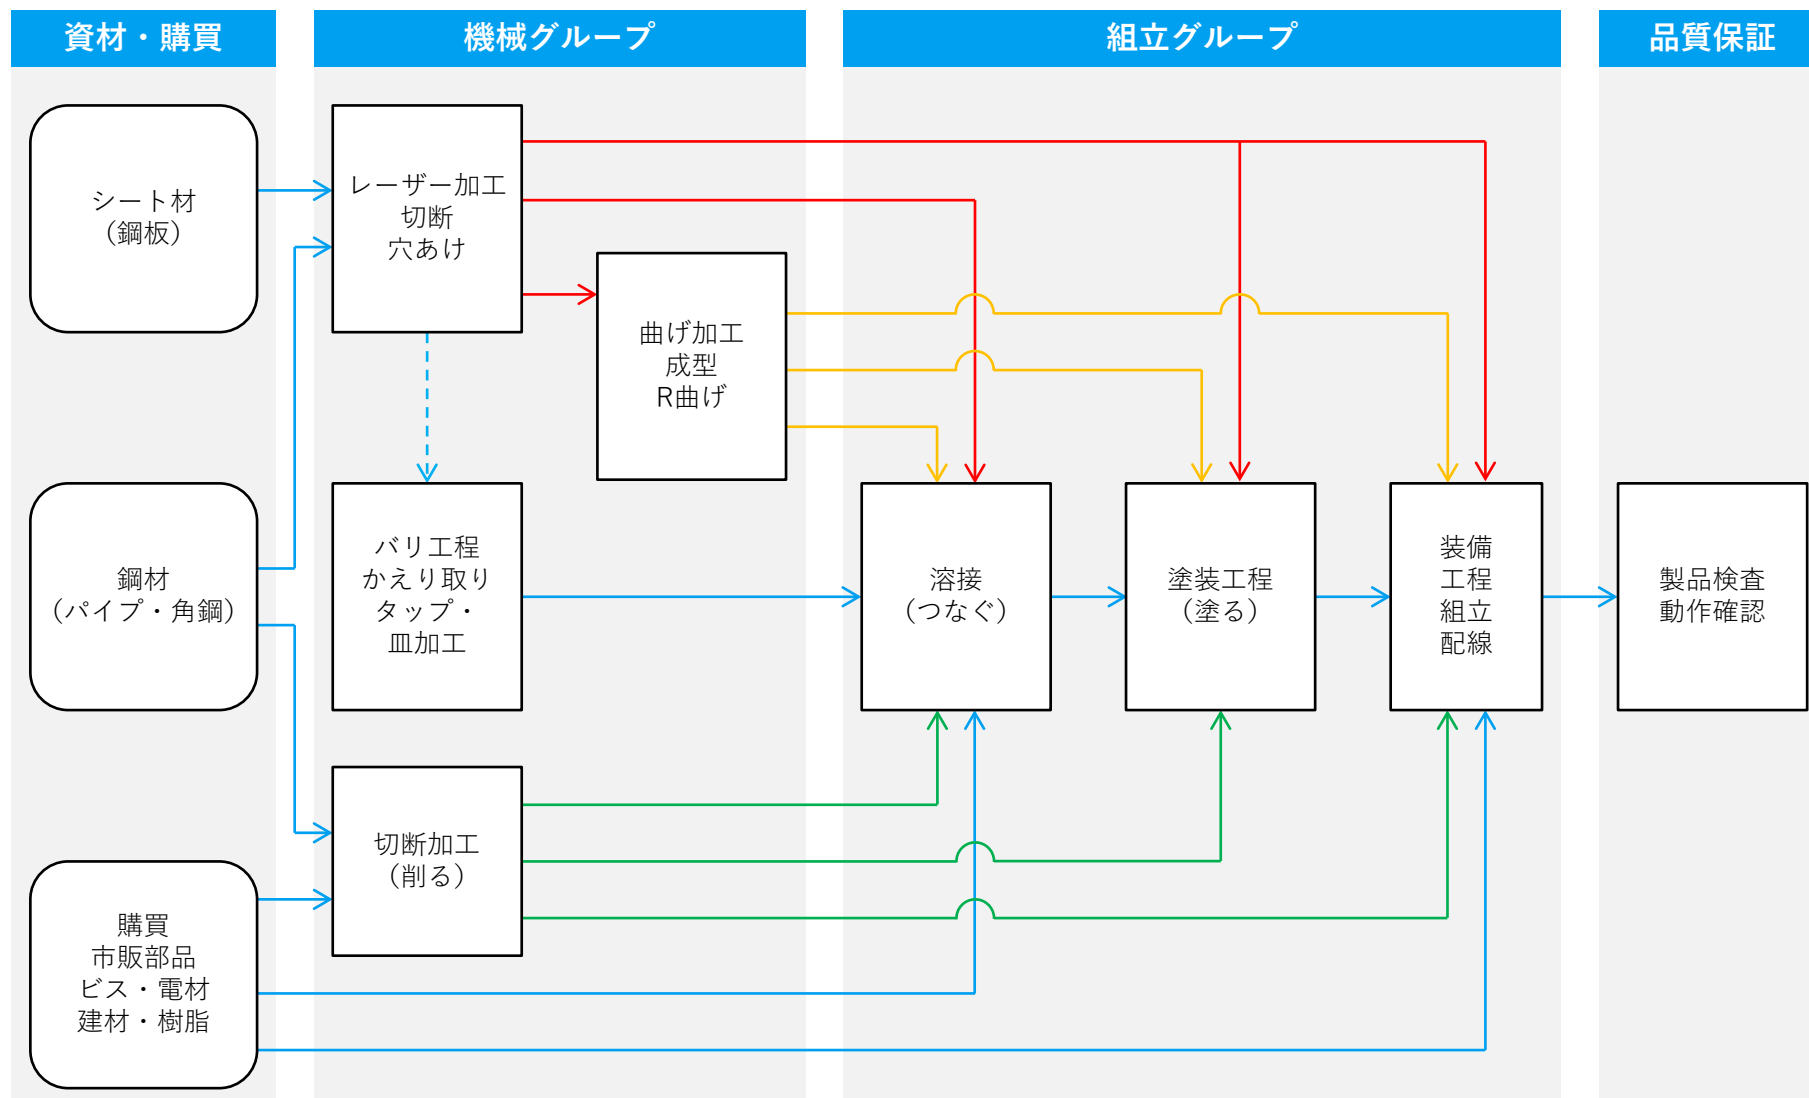 資材・購買
機械グループ
組立グループ
品質保証
シート材
（鋼板）
レーザー加工
切断
穴あけ
曲げ加工
成型
R曲げ
鋼材
（パイプ・角鋼）
バリ工程
かえり取り
タップ・
皿加工
溶接
（つなぐ）
塗装工程
（塗る）
装備
工程
組立
配線
製品検査
動作確認
切断加工
（削る）
購買
市販部品
ビス・電材
建材・樹脂